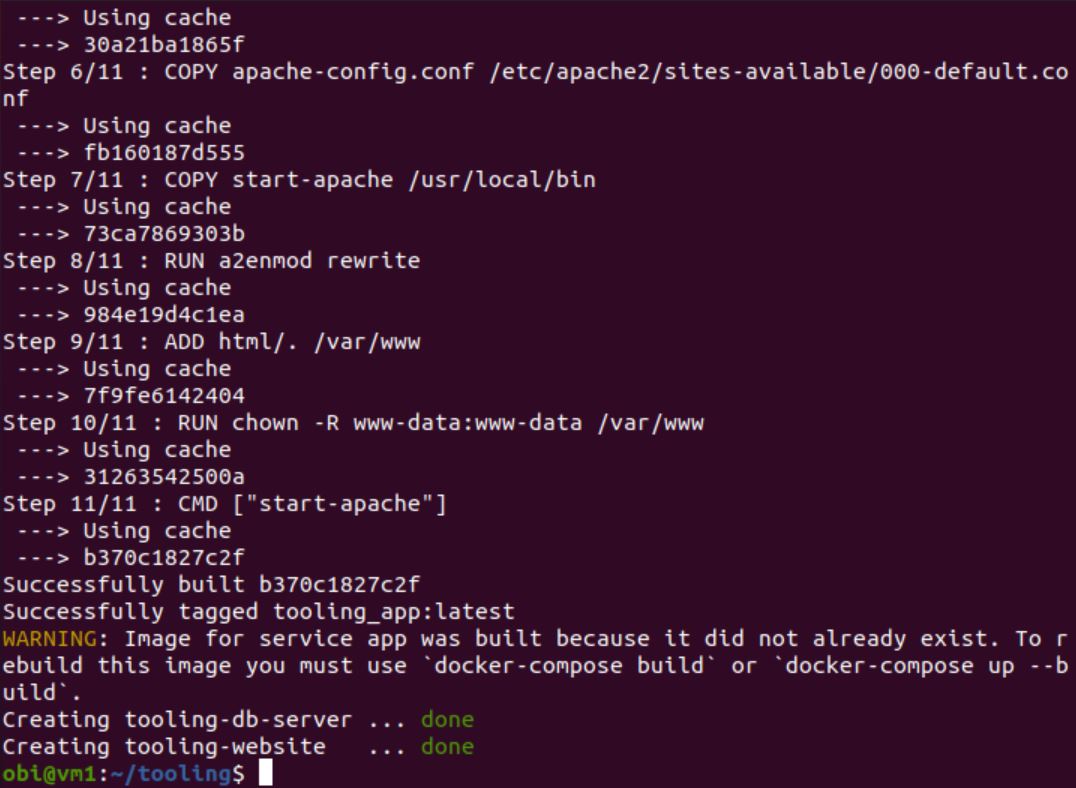 ---> Using cache
---> 30a21ba1865f
Step 6/11 : COPY apache-config.conf /etc/apache2/sites-available/000-default.co
nf
---> Using cache
---> fb160187d555
Step 7/11 : COPY start-apache /usr/local/bin
---> Using cache
---> 73ca7869303b
Step 8/11 : RUN a2enmod rewrite
---> Using cache
---> 984e19d4c1ea
Step 9/11 : ADD html/. /var/www
---> Using cache
---> 7f9fe6142404
Step 10/11 : RUN chown -R www-data:www-data /var/www
---> Using cache
---> 31263542500a
Step 11/11 : CMD ["start-apache"]
---> Using cache
---> b370c1827c2f
Successfully built b370c1827c2f
Successfully tagged tooling_app:latest
WARNING: Image for service app was built because it did not already exist. To r
ebuild this image you must use `docker-compose build` or `docker-compose up --b
uild`.
Creating tooling-db-server ... done
Creating tooling-website   ... done
obi@vm1:~/tooling$